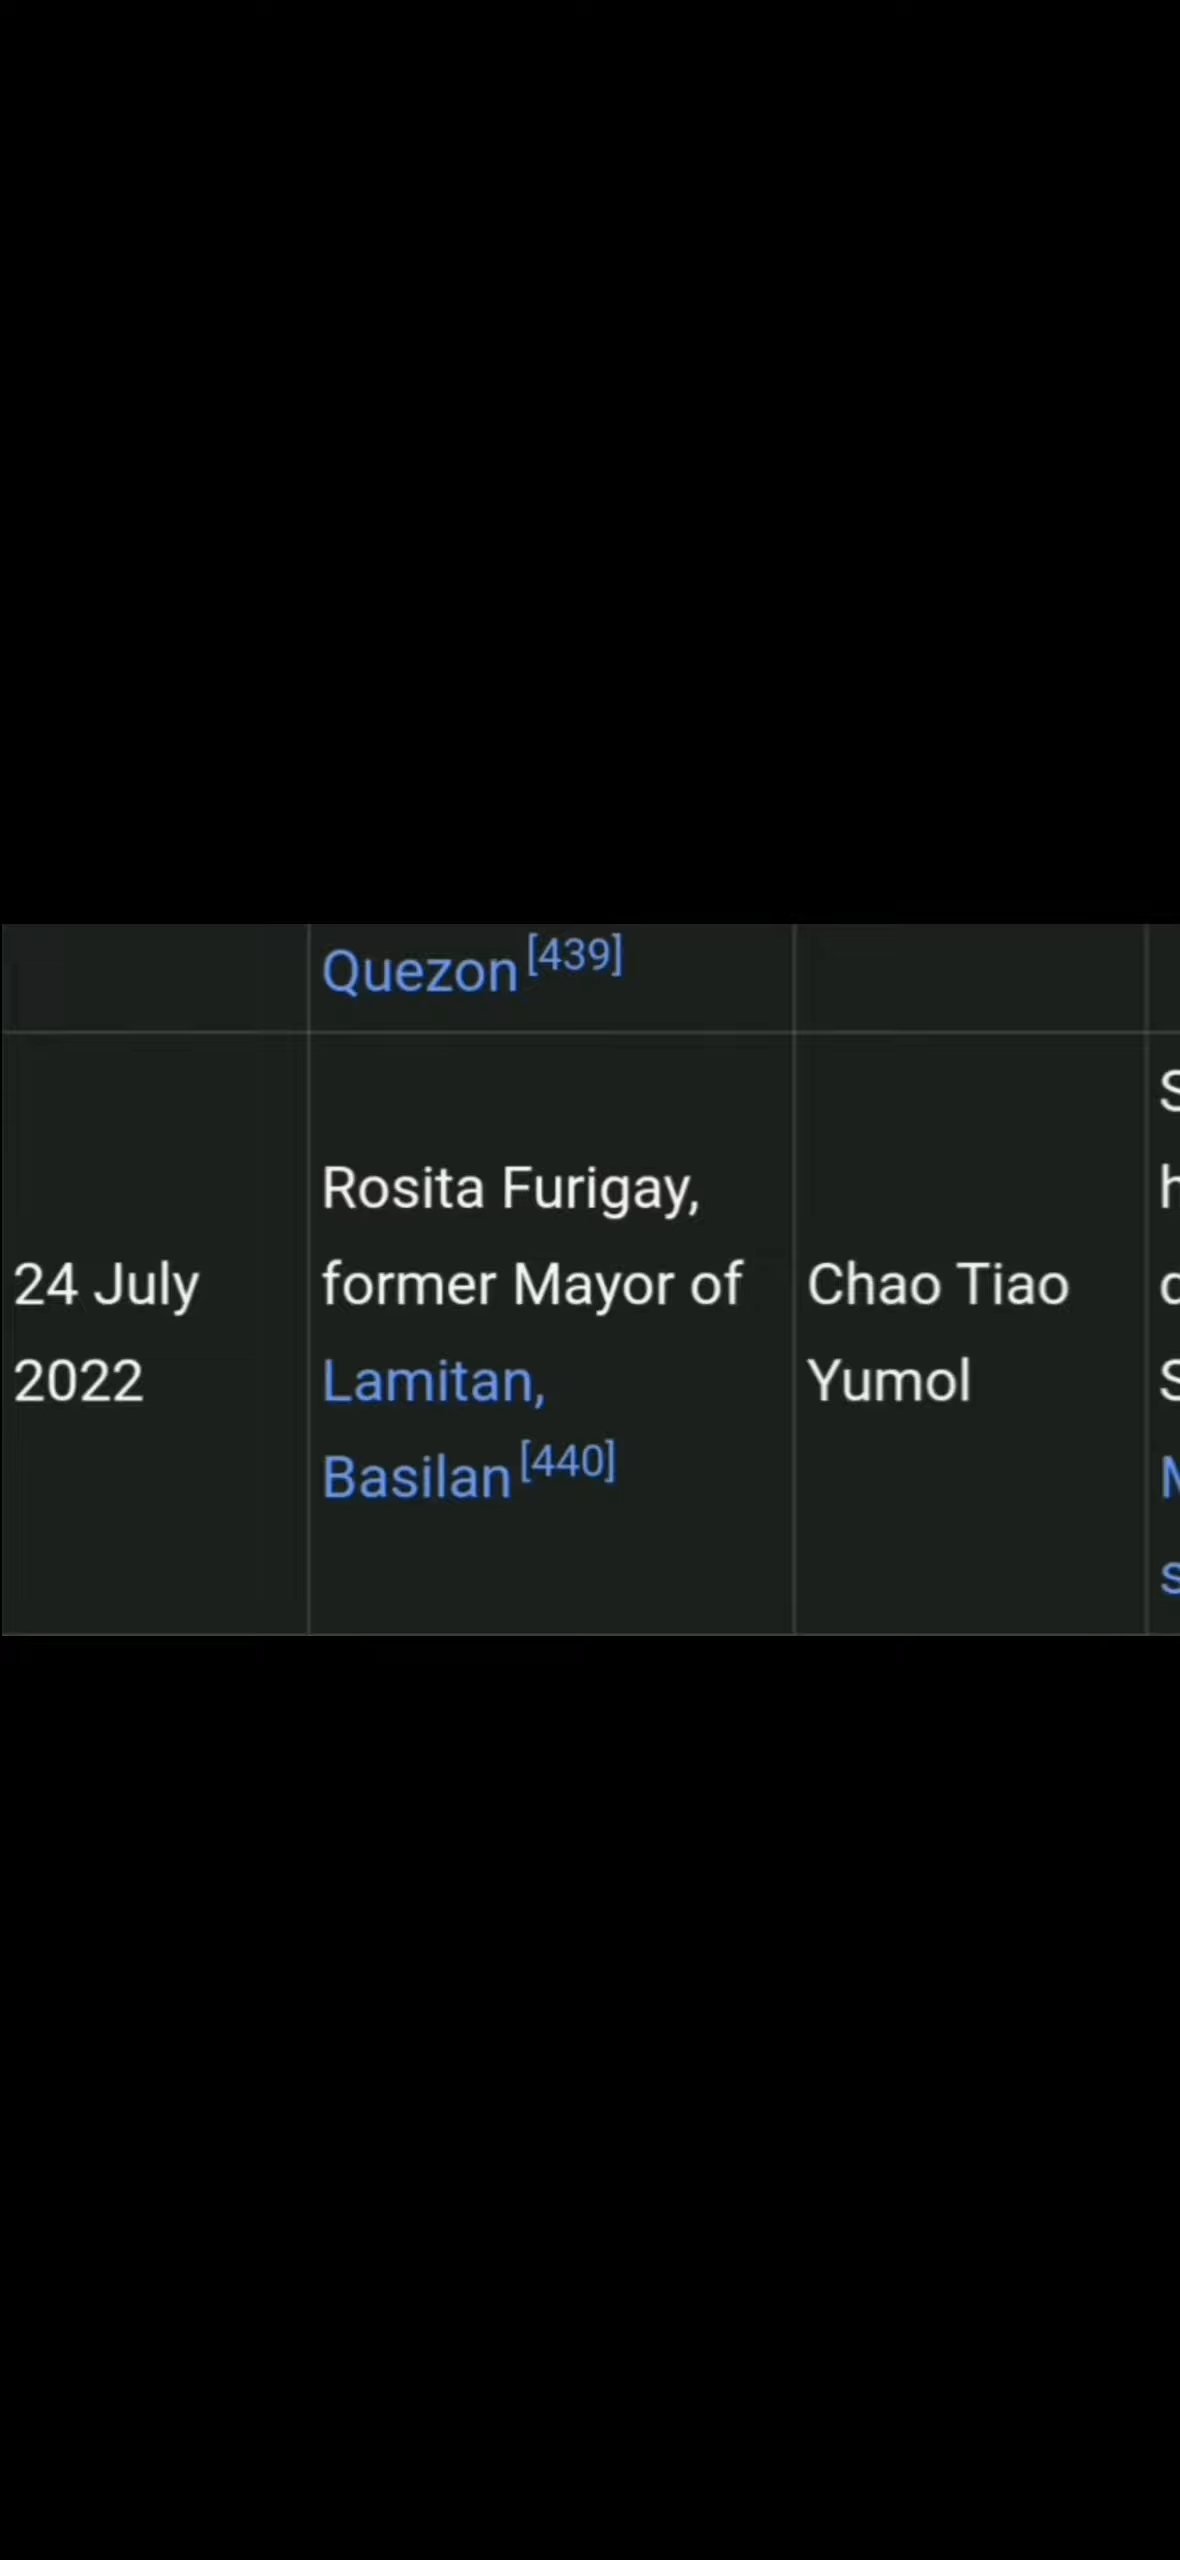 Quezon[439]
Rosita Furigay,
former Mayor of
Lamitan,
Basilan[440]
24 July
2022
Chao Tiao
Yumol